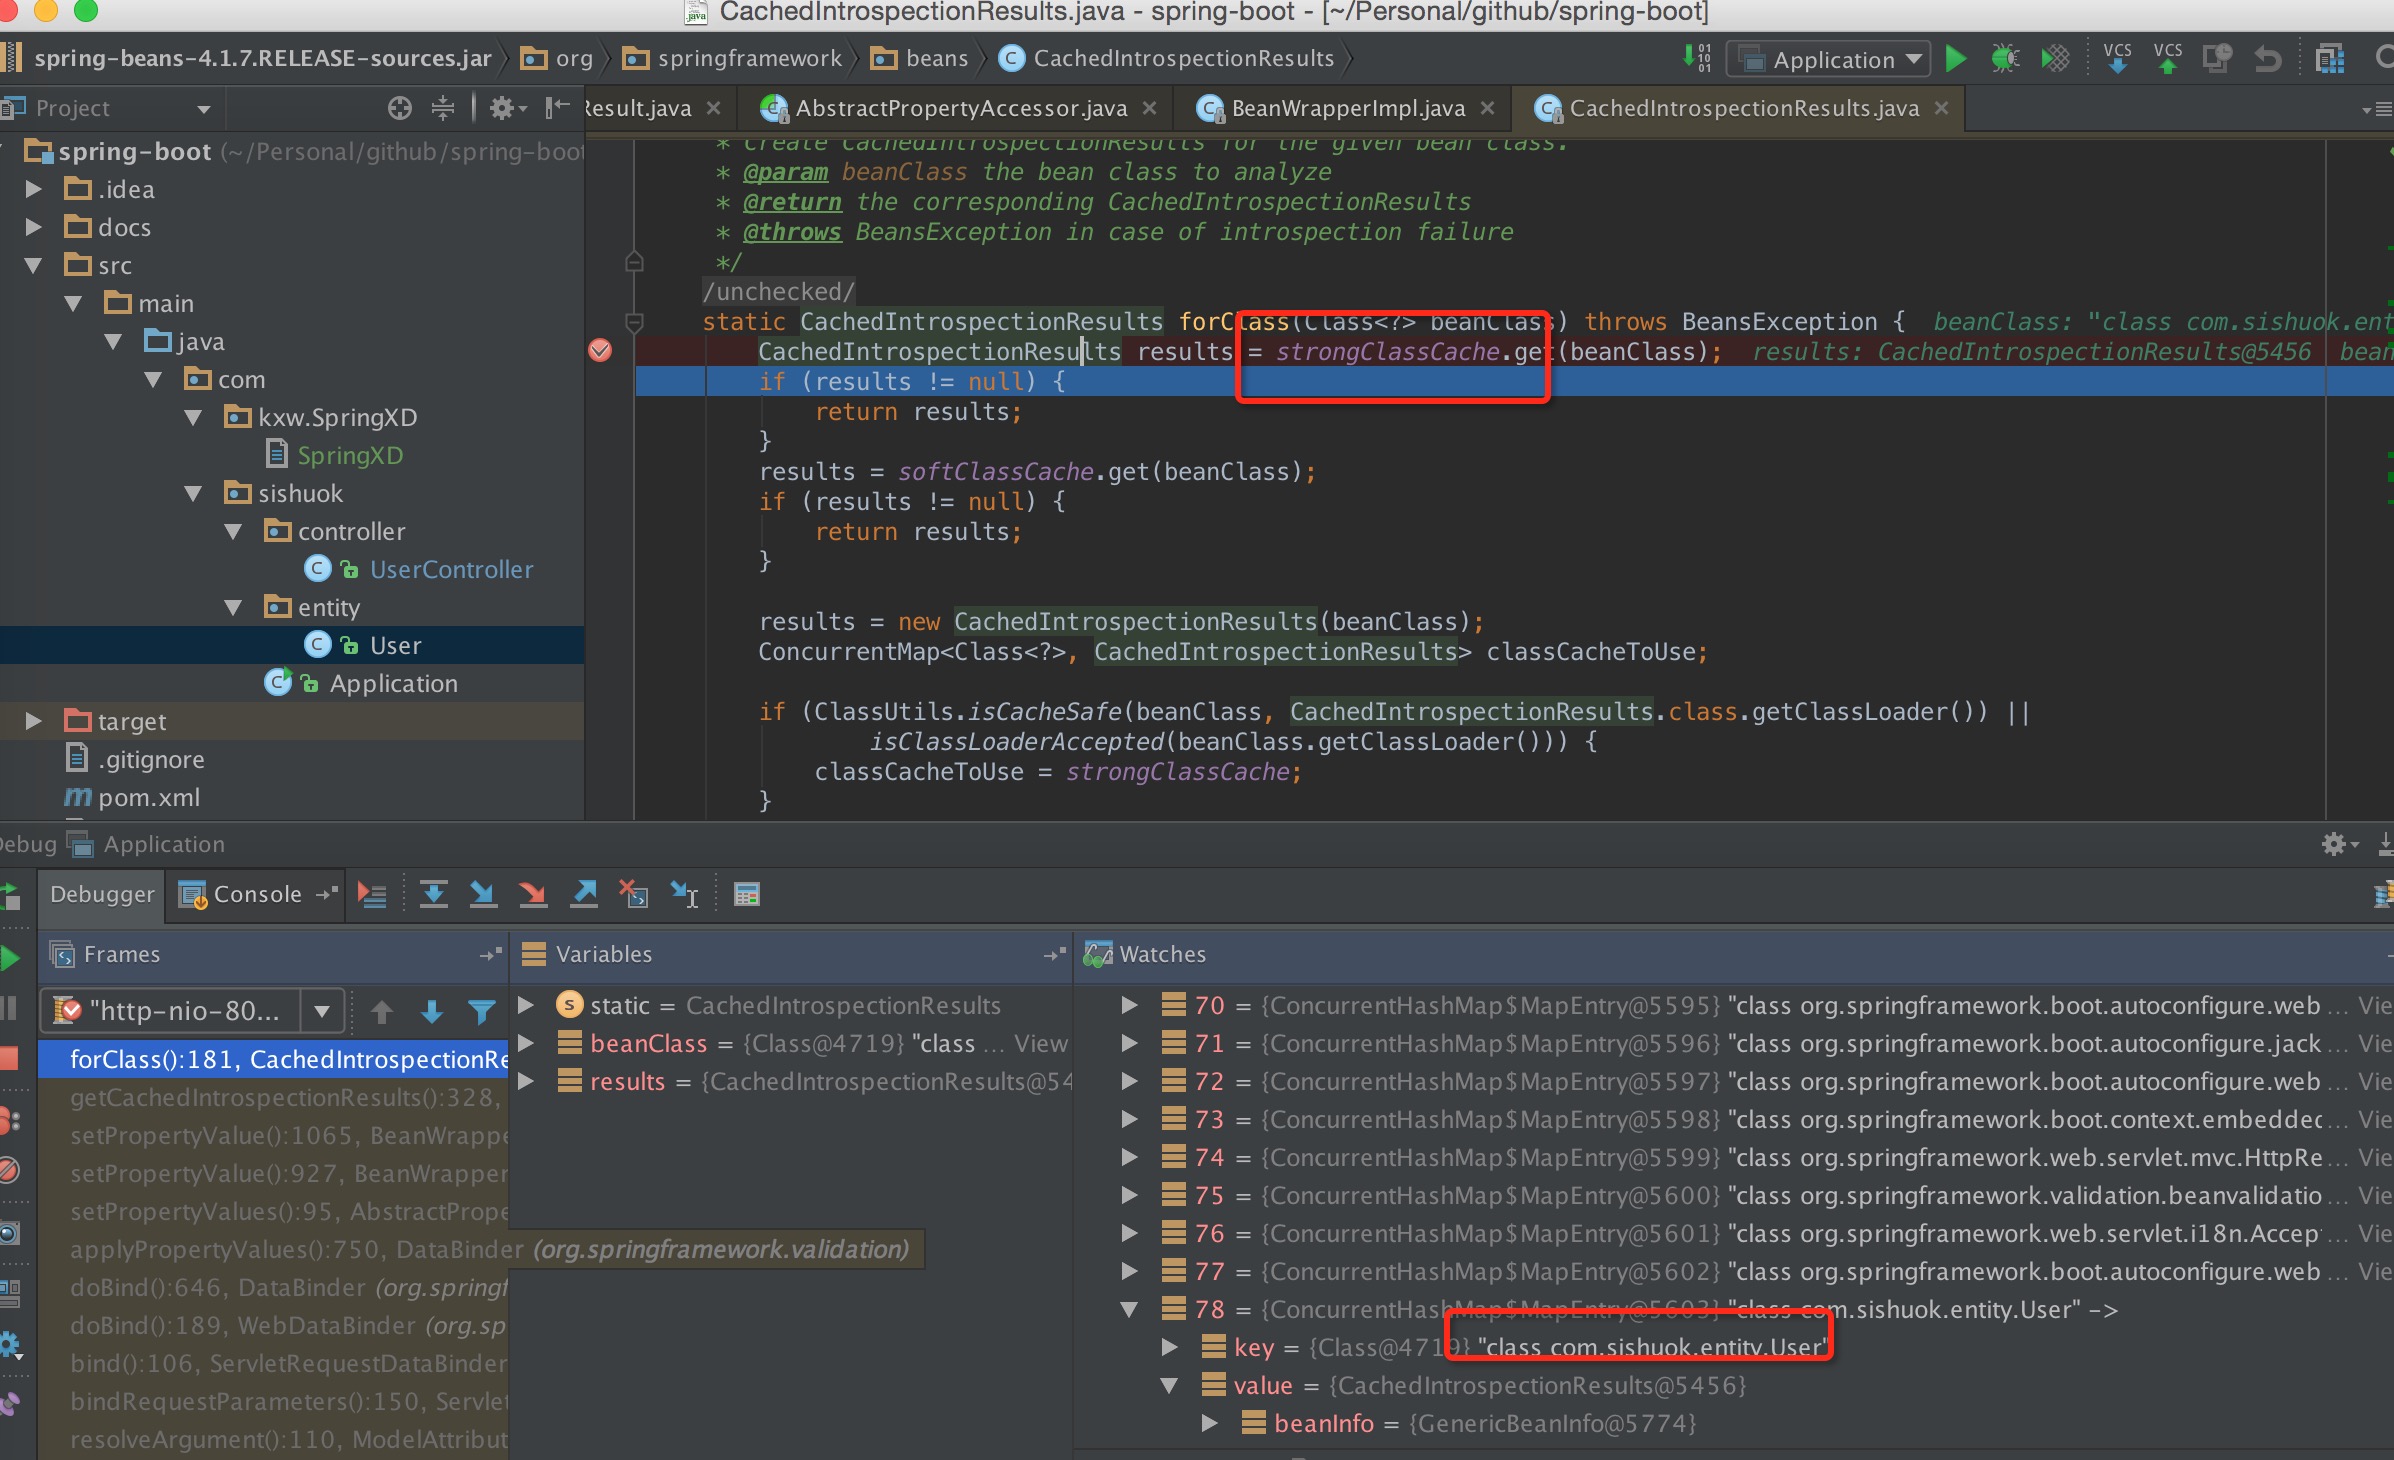 CachedIntrospectionResults.java - spring-boot - [~/Personal/github/spring-boot]
spring-beans-4.1.7.RELEASE-sources.jar org springframework beans CachedIntrospectionResults Application VCS VCS
Project Result.java AbstractPropertyAccessor.java BeanWrapperImpl.java CachedIntrospectionResults.java
spring-boot (~/Personal/github/spring-boot
.idea
docs
src
main
java
com
kxw.SpringXD
SpringXD
sishuok
controller
UserController
entity
User
Application
target
.gitignore
pom.xml
* Create CachedIntrospectionResults for the given bean class.
* @param beanClass the bean class to analyze
* @return the corresponding CachedIntrospectionResults
* @throws BeansException in case of introspection failure
*/
/unchecked/
static CachedIntrospectionResults forClass(Class<?> beanClass) throws BeansException { beanClass: "class com.sishuok.ent
CachedIntrospectionResults results = strongClassCache.get(beanClass); results: CachedIntrospectionResults@5456 bean
if (results != null) {
return results;
}
results = softClassCache.get(beanClass);
if (results != null) {
return results;
}
results = new CachedIntrospectionResults(beanClass);
ConcurrentMap<Class<?>, CachedIntrospectionResults> classCacheToUse;
if (ClassUtils.isCacheSafe(beanClass, CachedIntrospectionResults.class.getClassLoader()) ||
isClassLoaderAccepted(beanClass.getClassLoader())) {
classCacheToUse = strongClassCache;
}
Debug Application
Debugger Console
Frames
"http-nio-80...
forClass():181, CachedIntrospectionRe
getCachedIntrospectionResults():328,
setPropertyValue():1065, BeanWrappe
setPropertyValue():927, BeanWrapper
setPropertyValues():95, AbstractPrope
applyPropertyValues():750, DataBinder (org.springframework.validation)
doBind():646, DataBinder (org.springf
doBind():189, WebDataBinder (org.sp
bind():106, ServletRequestDataBinder
bindRequestParameters():150, Servlet
resolveArgument():110, ModelAttribut
Variables
static = CachedIntrospectionResults
beanClass = {Class@4719} "class ... View
results = {CachedIntrospectionResults@54
Watches
70 = {ConcurrentHashMap$MapEntry@5595} "class org.springframework.boot.autoconfigure.web ... Vie
71 = {ConcurrentHashMap$MapEntry@5596} "class org.springframework.boot.autoconfigure.jack ... Vie
72 = {ConcurrentHashMap$MapEntry@5597} "class org.springframework.boot.autoconfigure.web ... Vie
73 = {ConcurrentHashMap$MapEntry@5598} "class org.springframework.boot.context.embedded ... Vie
74 = {ConcurrentHashMap$MapEntry@5599} "class org.springframework.web.servlet.mvc.HttpRe ... Vie
75 = {ConcurrentHashMap$MapEntry@5600} "class org.springframework.validation.beanvalidatio ... Vie
76 = {ConcurrentHashMap$MapEntry@5601} "class org.springframework.web.servlet.i18n.Accep ... Vie
77 = {ConcurrentHashMap$MapEntry@5602} "class org.springframework.boot.autoconfigure.web ... Vie
78 = {ConcurrentHashMap$MapEntry@5603} "class com.sishuok.entity.User" ->
key = {Class@4719} "class com.sishuok.entity.User"
value = {CachedIntrospectionResults@5456}
beanInfo = {GenericBeanInfo@5774}